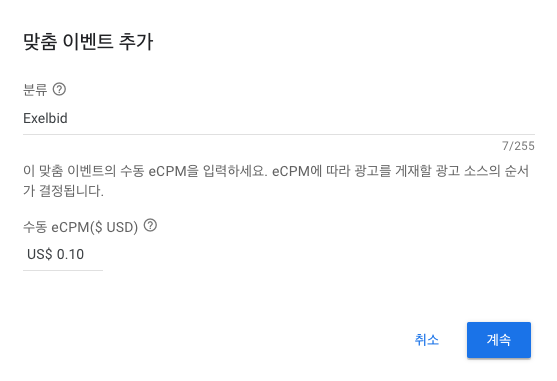 맞춤 이벤트 추가
분류
Exelbid
7/255
이 맞춤 이벤트의 수동 eCPM을 입력하세요. eCPM에 따라 광고를 게재할 광고 소스의 순서
가 결정됩니다.
수동 eCPM($ USD)
US$ 0.10
취소 계속